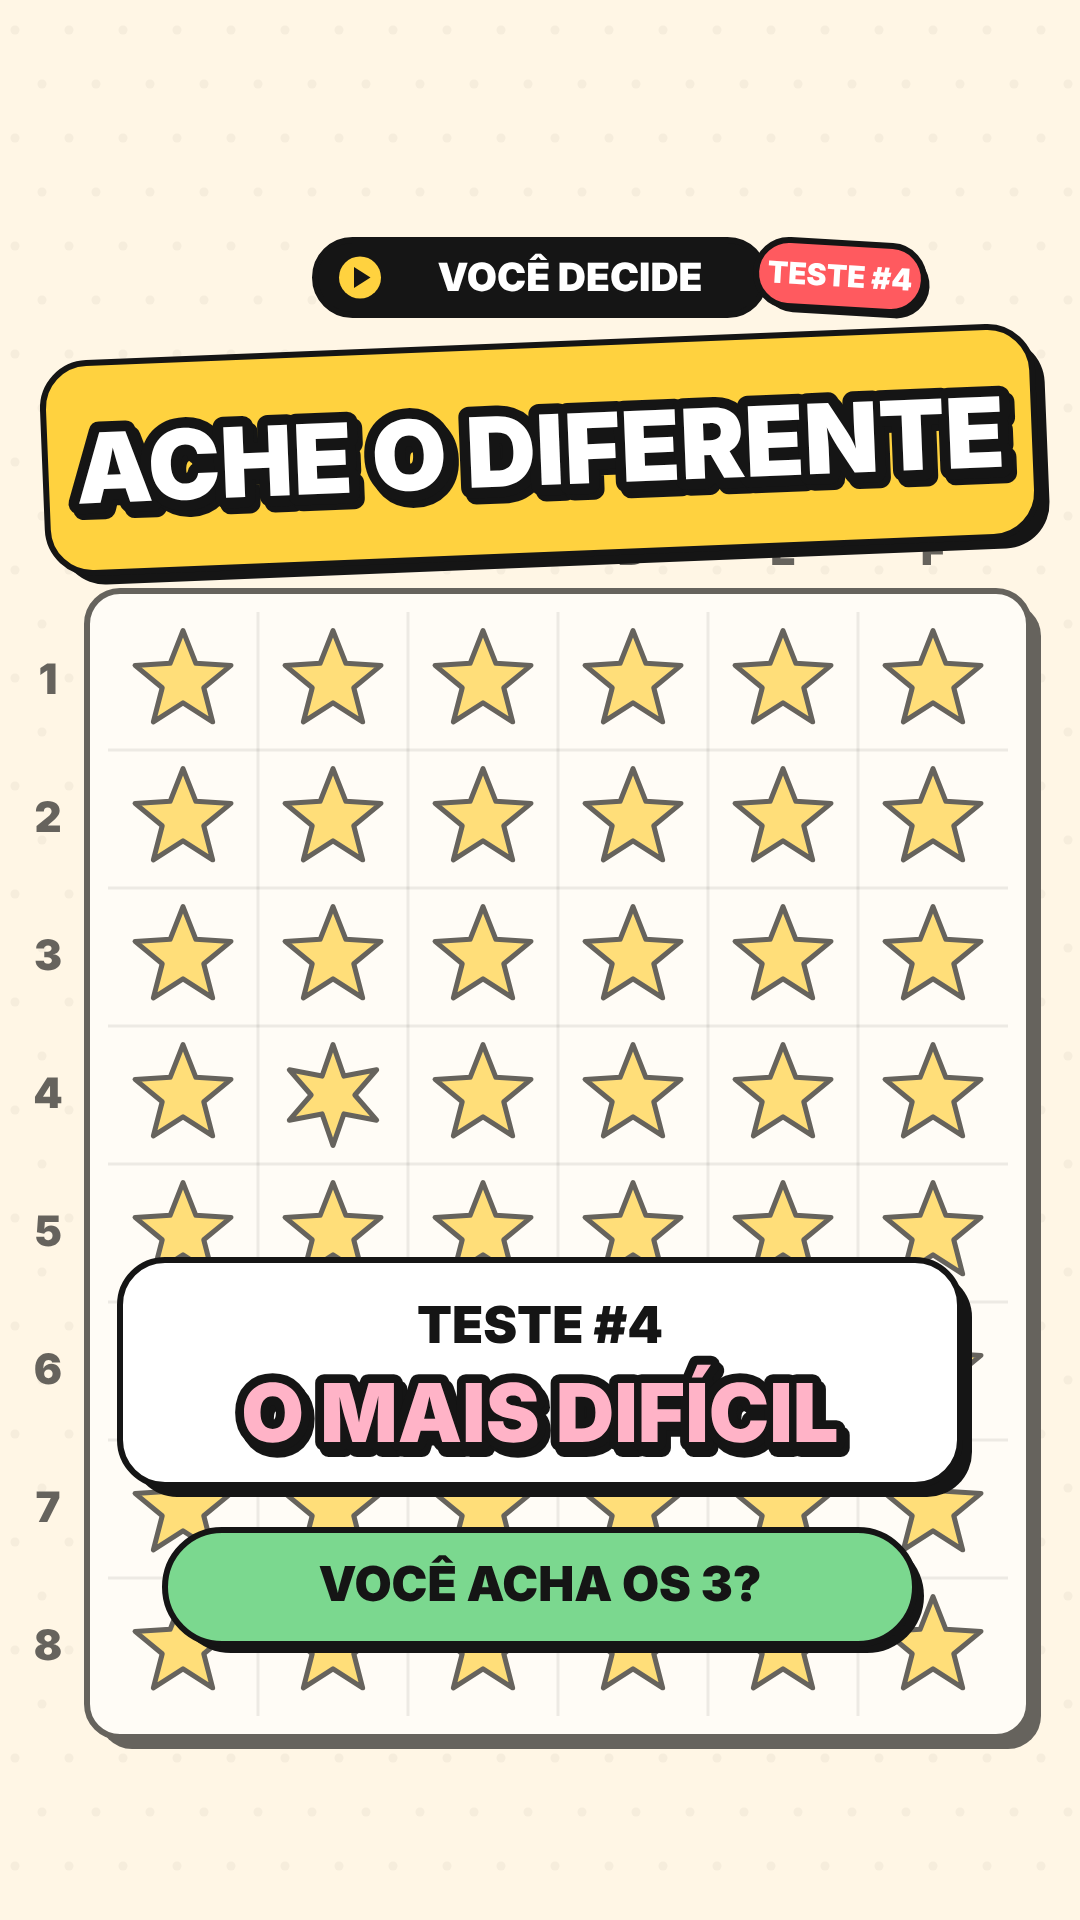 VOCÊ DECIDE
TESTE #4
ACHE O DIFERENTE
1
2
3
4
5
TESTE #4
6
O MAIS DIFÍCIL
7
VOCÊ ACHA OS 3?
8